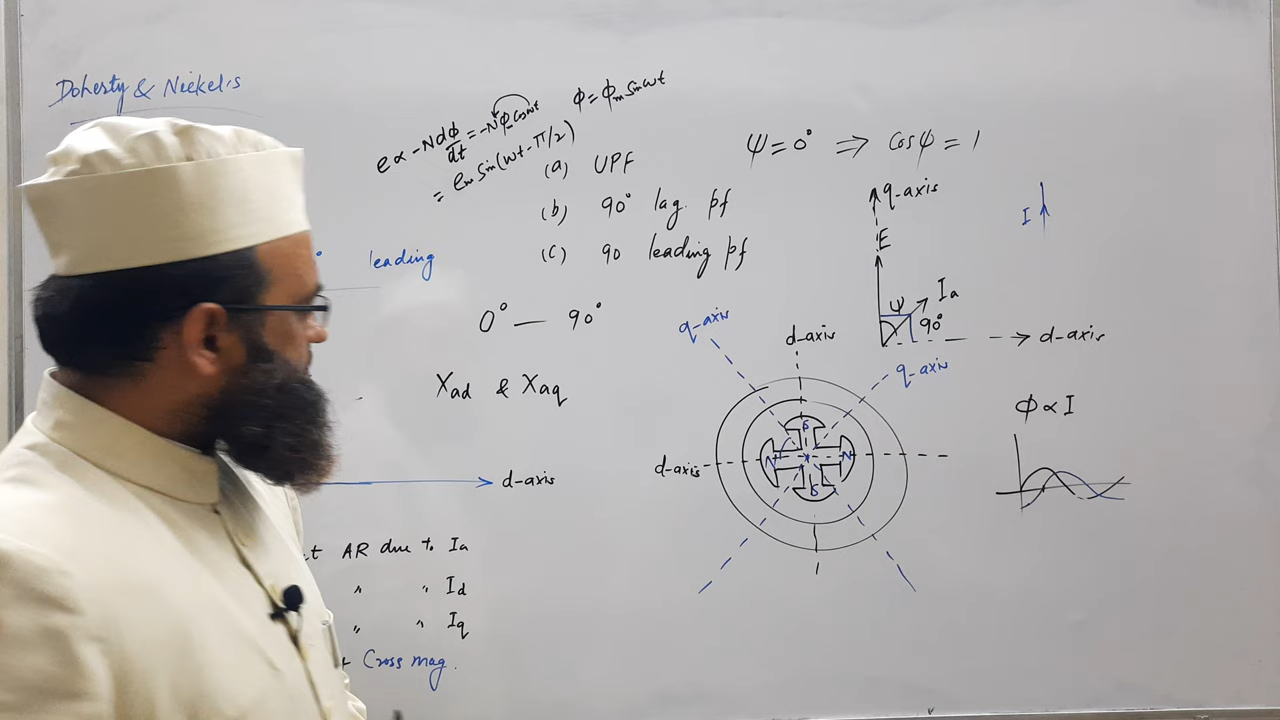 Doherty & Nickel's
e ∝ -N dϕ/dt = -Nϕ cosωt
ϕ = ϕm sinωt
= em Sin(ωt - π/2)
(a) UPF
(b) 90° lag. pf
(c) 90 leading pf
ψ = 0° ⇒ cosψ = 1
q-axis
E
ψ
Ia
90°
d-axis
I
° leading
0° — 90°
Xad & Xaq
q-axis
d-axis
q-axis
d-axis
S
N
N
S
ϕ ∝ I
d-axis
t AR due to Ia
" " Id
" " Iq
Cross mag.